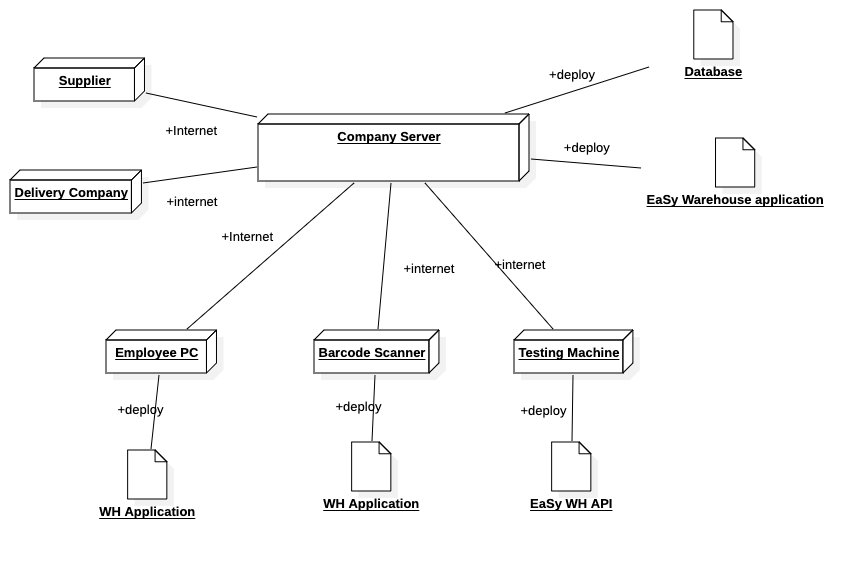 Database
+deploy
Supplier
+Internet
Company Server
+deploy
EaSy Warehouse application
Delivery Company
+internet
+Internet
+internet
+internet
Employee PC
Barcode Scanner
Testing Machine
+deploy
+deploy
+deploy
WH Application
WH Application
EaSy WH API